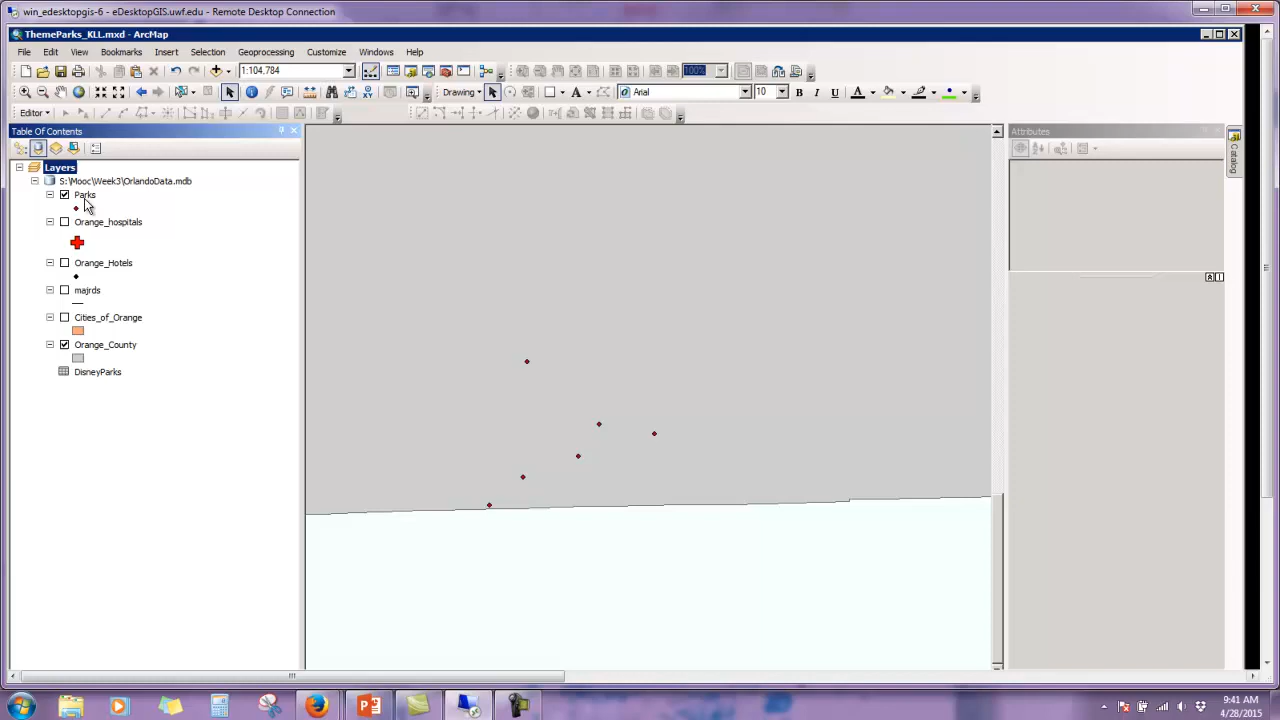 win_edesktopgis-6 - eDesktopGIS.uwf.edu - Remote Desktop Connection
ThemeParks_KLL.mxd - ArcMap
File Edit View Bookmarks Insert Selection Geoprocessing Customize Windows Help
1:104,784 100%
Drawing Arial 10 B I U A
Editor
Table Of Contents
Attributes
Catalog
Layers
S:\Mooc\Week3\OrlandoData.mdb
Parks
Orange_hospitals
Orange_Hotels
majrds
Cities_of_Orange
Orange_County
DisneyParks
9:41 AM
4/28/2015